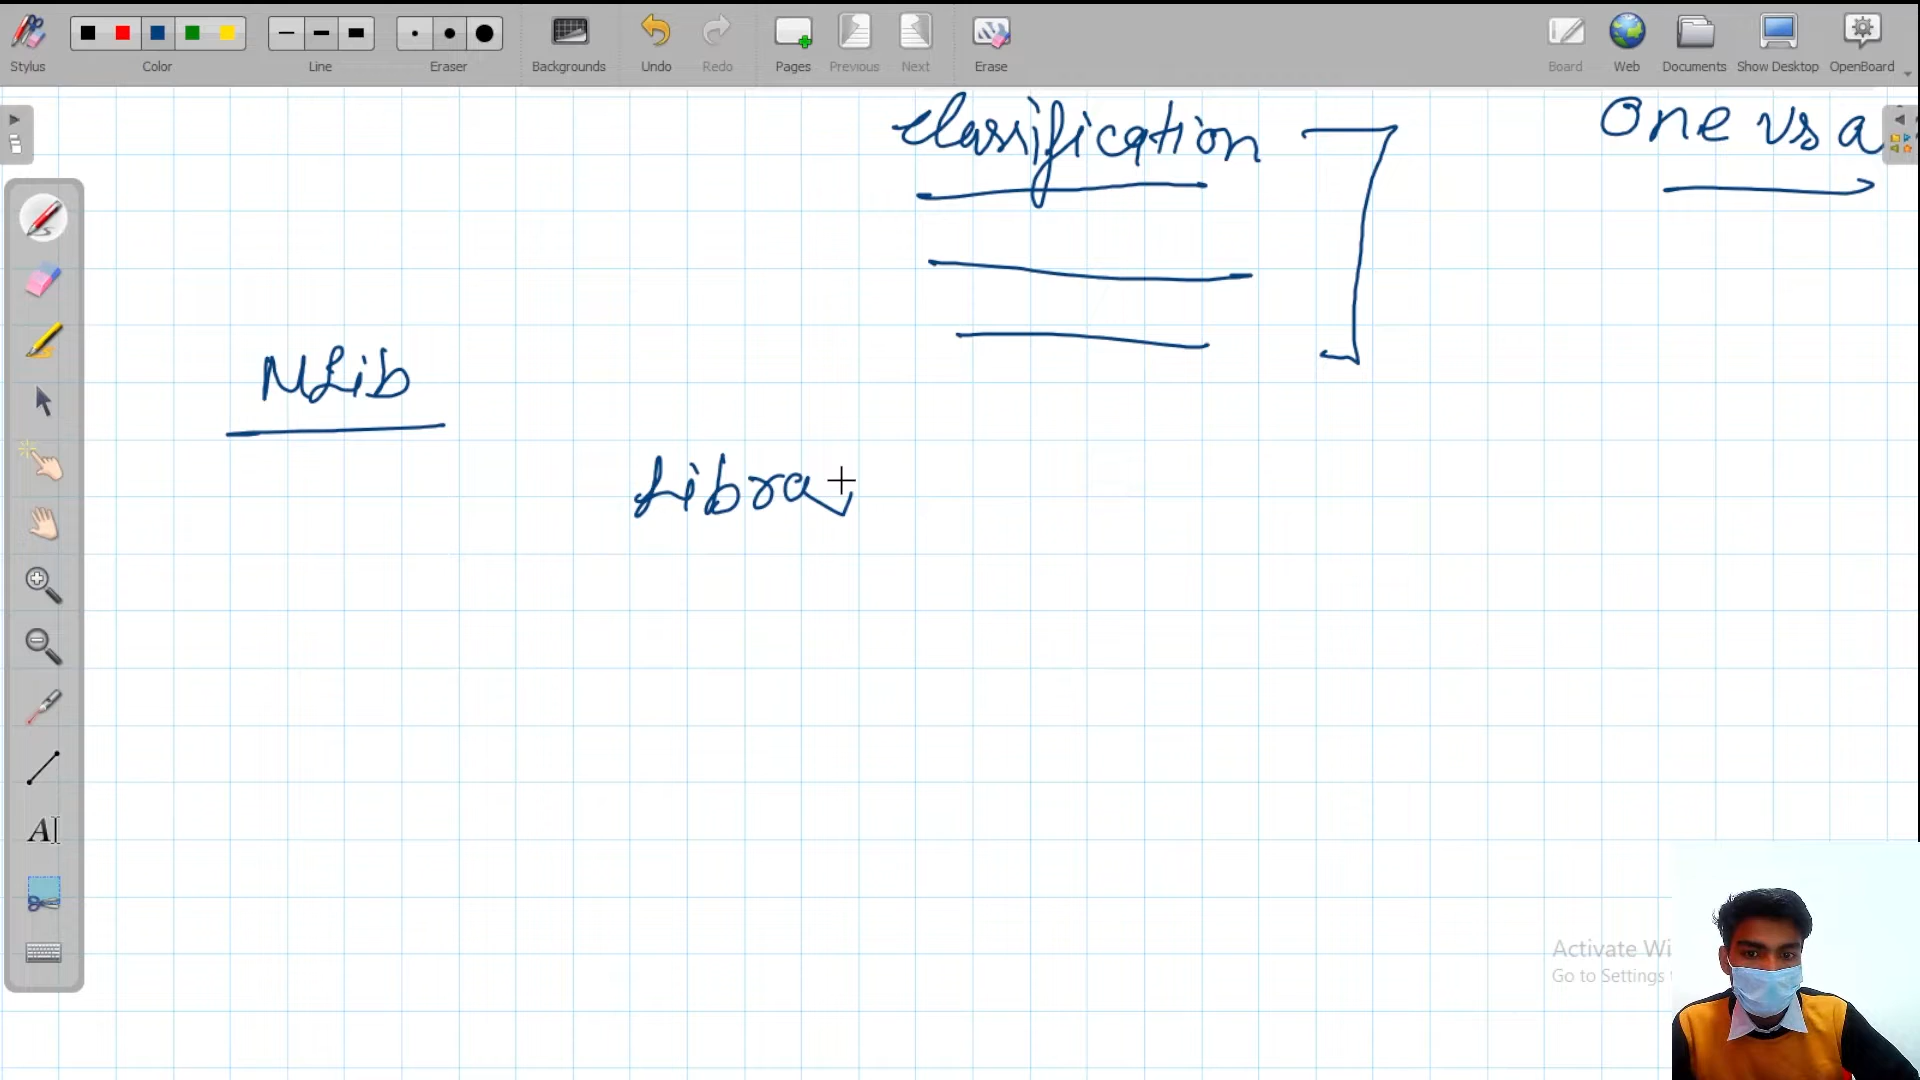 Stylus Color Line Eraser Backgrounds Undo Redo Pages Previous Next Erase Board Web Documents Show Desktop OpenBoard
classification One vs a
MLib
Libra
AI
Activate Wi
Go to Settings